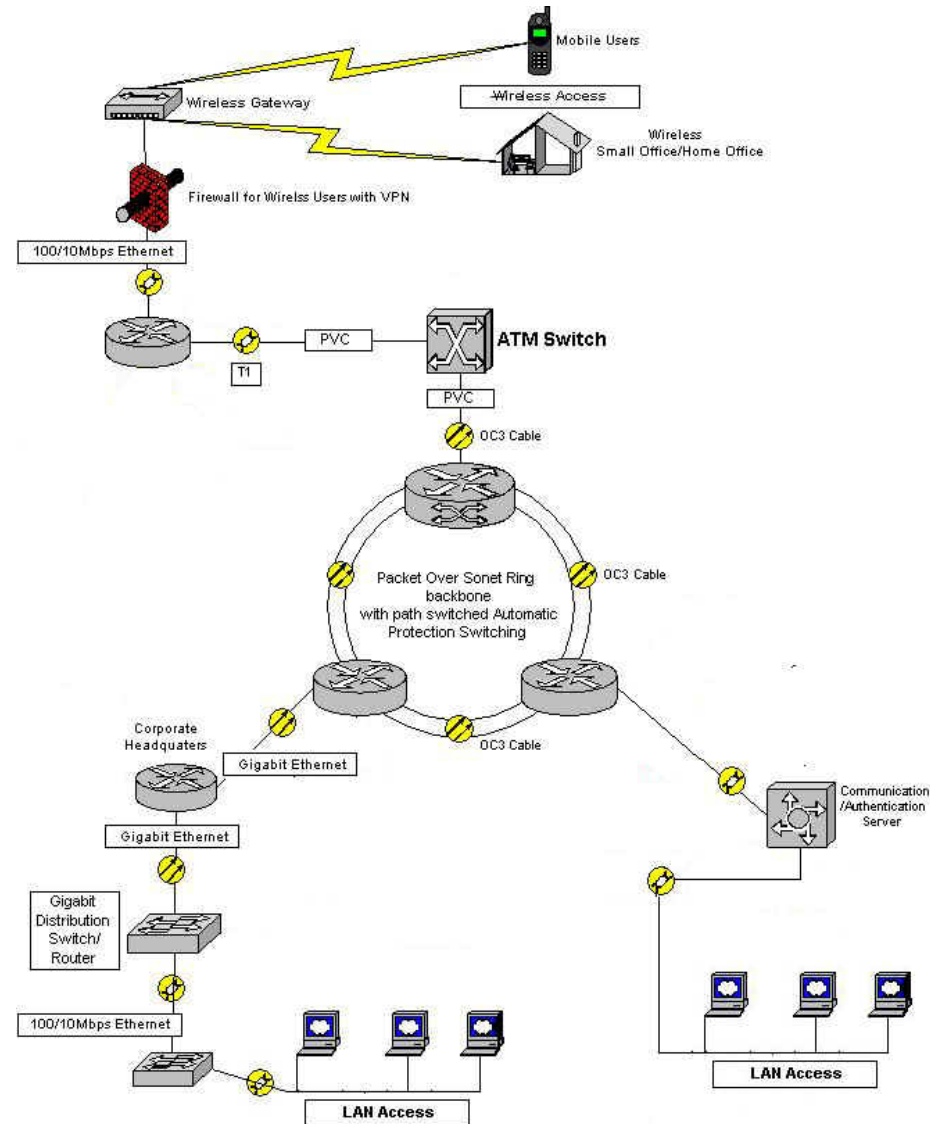 Mobile Users
Wireless Access
Wireless Gateway
Wireless
Small Office/Home Office
Firewall for Wirelss Users with VPN
100/10Mbps Ethernet
T1
PVC
ATM Switch
PVC
OC3 Cable
Packet Over Sonet Ring
backbone
with path switched Automatic
Protection Switching
OC3 Cable
OC3 Cable
Corporate
Headquaters
Gigabit Ethernet
Gigabit Ethernet
Communication
/Authentication
Server
Gigabit
Distribution
Switch/
Router
100/10Mbps Ethernet
LAN Access
LAN Access